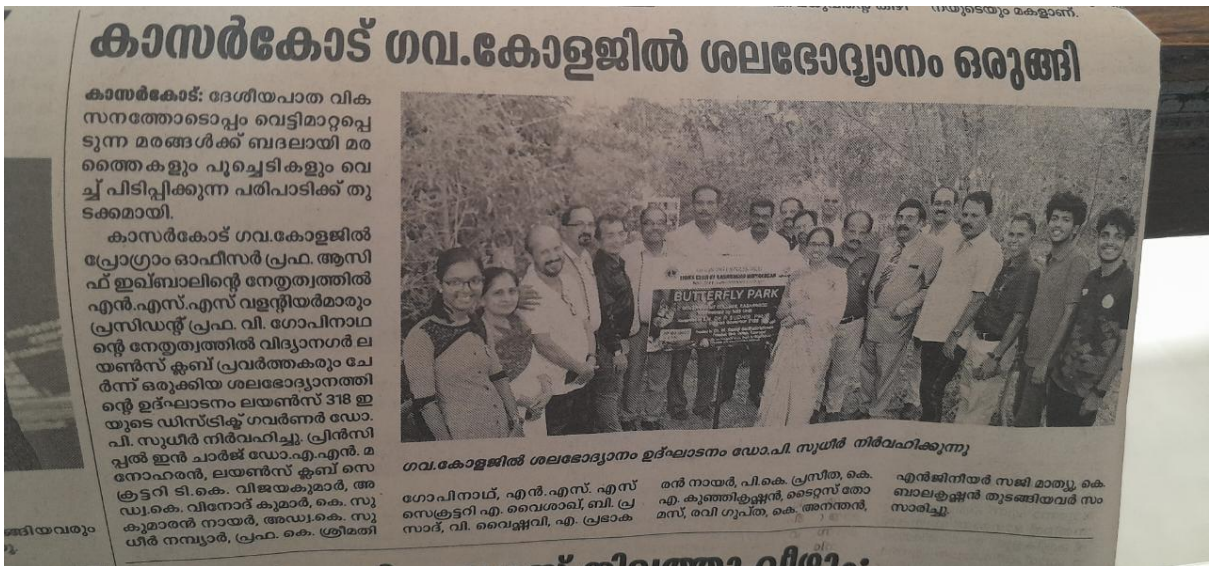 കാസർകോട് ഗവ.കോളജിൽ ശലഭോദ്യാനം ഒരുങ്ങി
കാസർകോട്: ദേശീയപാത വിക
സനത്തോടൊപ്പം വെട്ടിമാറ്റപ്പെ
ടുന്ന മരങ്ങൾക്ക് ബദലായി മര
ത്തൈകളും പൂച്ചെടികളും വെ
ച്ച് പിടിപ്പിക്കുന്ന പരിപാടിക്ക് തു
ടക്കമായി.
കാസർകോട് ഗവ.കോളജിൽ
പ്രോഗ്രാം ഓഫീസർ പ്രഫ. ആസി
ഫ് ഇഖ്ബാലിന്റെ നേതൃത്വത്തിൽ
എൻ.എസ്.എസ് വളന്റിയർമാരും
പ്രസിഡന്റ് പ്രഫ. വി. ഗോപിനാഥ
ന്റെ നേതൃത്വത്തിൽ വിദ്യാനഗർ ല
യൺസ് ക്ലബ് പ്രവർത്തകരും ചേ
ർന്ന് ഒരുക്കിയ ശലഭോദ്യാനത്തി
ന്റെ ഉദ്ഘാടനം ലയൺസ് 318 ഇ
യുടെ ഡിസ്ട്രിക്ട് ഗവർണർ ഡോ.
പി. സുധീർ നിർവഹിച്ചു. പ്രിൻസി
പ്പൽ ഇൻ ചാർജ് ഡോ.എ.എൻ. മ
നോഹരൻ, ലയൺസ് ക്ലബ് സെ
ക്രട്ടറി ടി.കെ. വിജയകുമാർ, അ
ഡ്വ.കെ. വിനോദ് കുമാർ, കെ. സു
കുമാരൻ നായർ, അഡ്വ.കെ. സു
ധീർ നമ്പ്യാർ, പ്രഫ. കെ. ശ്രീമതി
BUTTERFLY PARK
ഗവ.കോളജിൽ ശലഭോദ്യാനം ഉദ്ഘാടനം ഡോ.പി. സുധീർ നിർവഹിക്കുന്നു
ഗോപിനാഥ്, എൻ.എസ്. എസ്
സെക്രട്ടറി എ. വൈശാഖ്, ബി. പ്ര
സാദ്, വി. വൈഷ്ണവി, എ. പ്രഭാക
രൻ നായർ, പി.കെ. പ്രസീത, കെ.
എ. കുഞ്ഞികൃഷ്ണൻ, ടൈറ്റസ് തോ
മസ്, രവി ഗുപ്ത, കെ. അനന്തൻ,
എൻജിനീയർ സജി മാത്യു, കെ.
ബാലകൃഷ്ണൻ തുടങ്ങിയവർ സം
സാരിച്ചു.